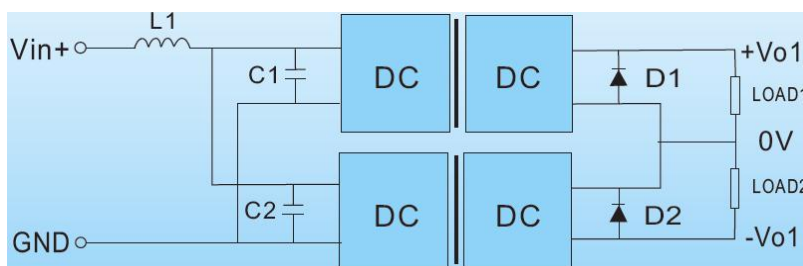 L1
Vin+
C1
DC
DC
D1
+Vo1
LOAD1
0V
C2
DC
DC
D2
LOAD2
GND
-Vo1